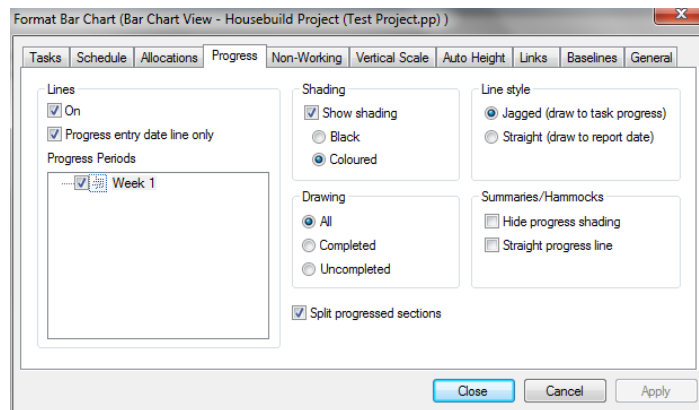 Format Bar Chart (Bar Chart View - Housebuild Project (Test Project.pp) )
x
Tasks Schedule Allocations Progress Non-Working Vertical Scale Auto Height Links Baselines General
Lines
On
Progress entry date line only
Progress Periods
Week 1
Shading
Show shading
Black
Coloured
Line style
Jagged (draw to task progress)
Straight (draw to report date)
Drawing
All
Completed
Uncompleted
Summaries/Hammocks
Hide progress shading
Straight progress line
Split progressed sections
Close Cancel Apply